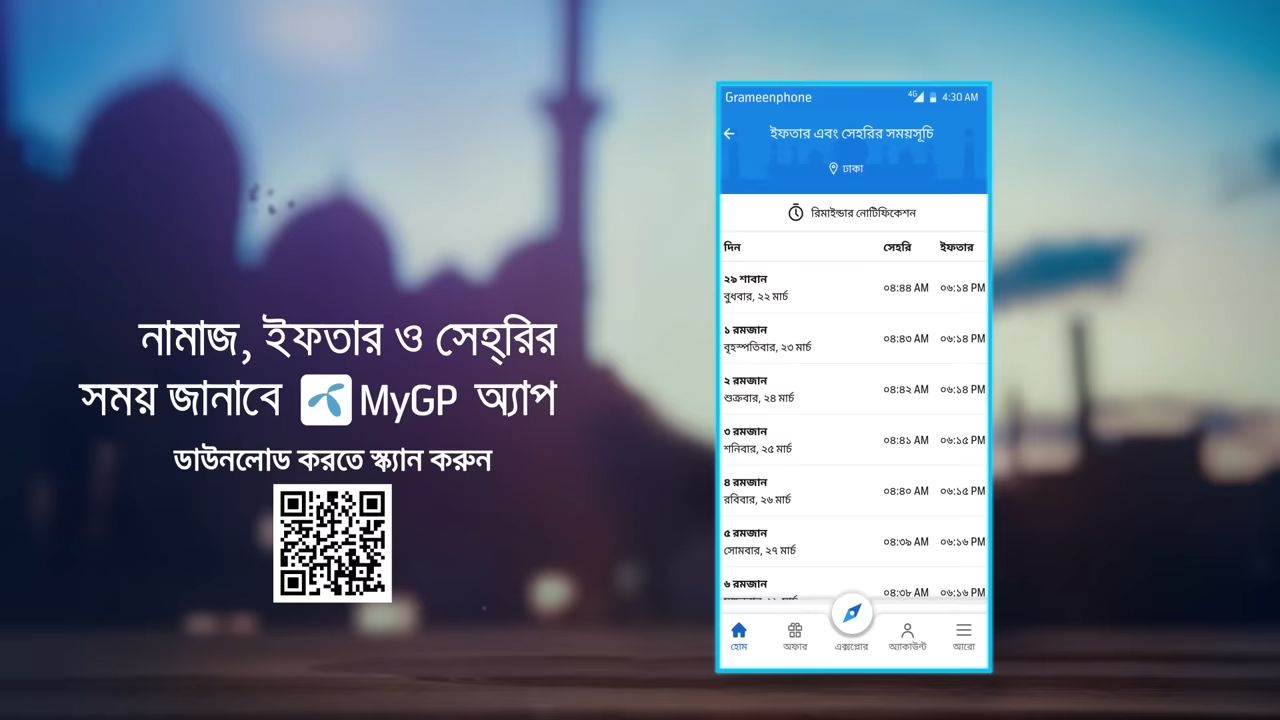 নামাজ, ইফতার ও সেহ্‌রির
সময় জানাবে MyGP অ্যাপ
ডাউনলোড করতে স্ক্যান করুন
Grameenphone 4G 4:30 AM
ইফতার এবং সেহরির সময়সূচি
ঢাকা
রিমাইন্ডার নোটিফিকেশন
দিন সেহরি ইফতার
২৯ শাবান
বুধবার, ২২ মার্চ ০৪:৪৪ AM ০৬:১৪ PM
১ রমজান
বৃহস্পতিবার, ২৩ মার্চ ০৪:৪৩ AM ০৬:১৪ PM
২ রমজান
শুক্রবার, ২৪ মার্চ ০৪:৪২ AM ০৬:১৪ PM
৩ রমজান
শনিবার, ২৫ মার্চ ০৪:৪১ AM ০৬:১৫ PM
৪ রমজান
রবিবার, ২৬ মার্চ ০৪:৪০ AM ০৬:১৫ PM
৫ রমজান
সোমবার, ২৭ মার্চ ০৪:৩৯ AM ০৬:১৬ PM
৬ রমজান
০৪:৩৮ AM ০৬:১৬ PM
হোম অফার এক্সপ্লোর অ্যাকাউন্ট আরো